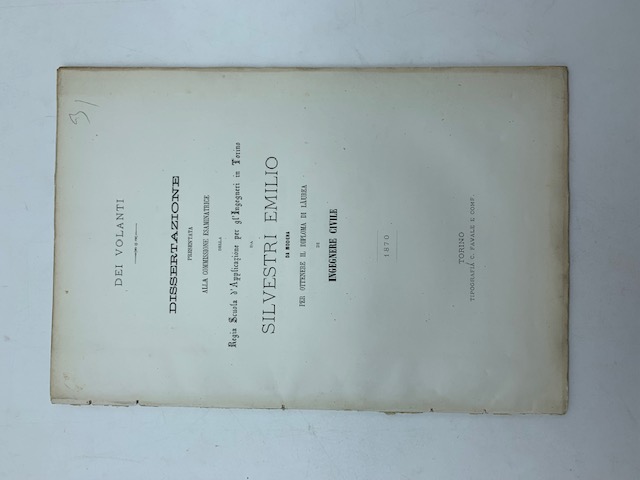 31
DEI VOLANTI
DISSERTAZIONE
PRESENTATA
ALLA COMMISSIONE ESAMINATRICE
DELLA
Regia Scuola d'Applicazione per gl'Ingegneri in Torino
DA
SILVESTRI EMILIO
DA MODENA
PER OTTENERE IL DIPLOMA DI LAUREA
DI
INGEGNERE CIVILE
1870
TORINO
TIPOGRAFIA C. FAVALE E COMP.